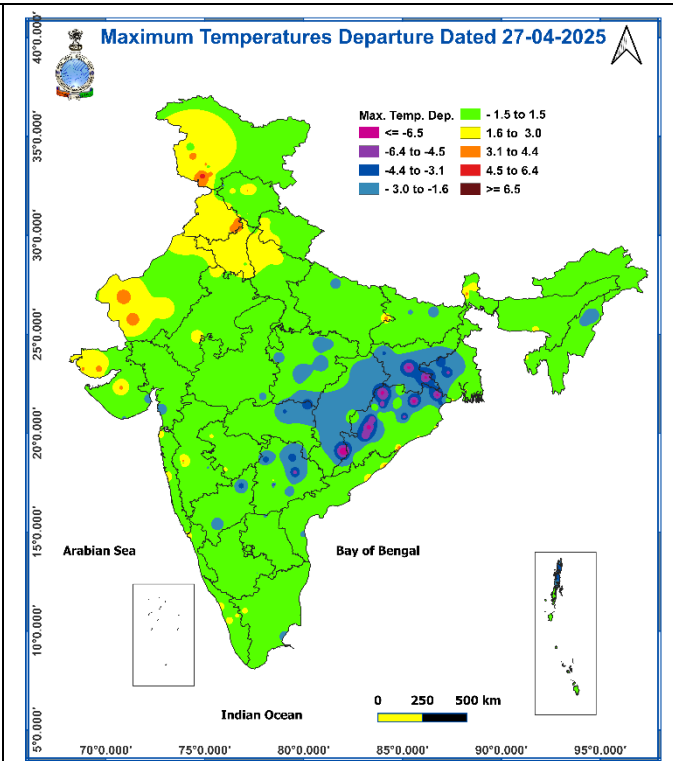 Maximum Temperatures Departure Dated 27-04-2025
Max. Temp. Dep.
<= -6.5
-6.4 to -4.5
-4.4 to -3.1
- 3.0 to -1.6
- 1.5 to 1.5
1.6 to 3.0
3.1 to 4.4
4.5 to 6.4
>= 6.5
40°0.000'
35°0.000'
30°0.000'
25°0.000'
20°0.000'
15°0.000'
10°0.000'
5°0.000'
Arabian Sea
Bay of Bengal
Indian Ocean
0 250 500 km
70°0.000' 75°0.000' 80°0.000' 85°0.000' 90°0.000' 95°0.000'